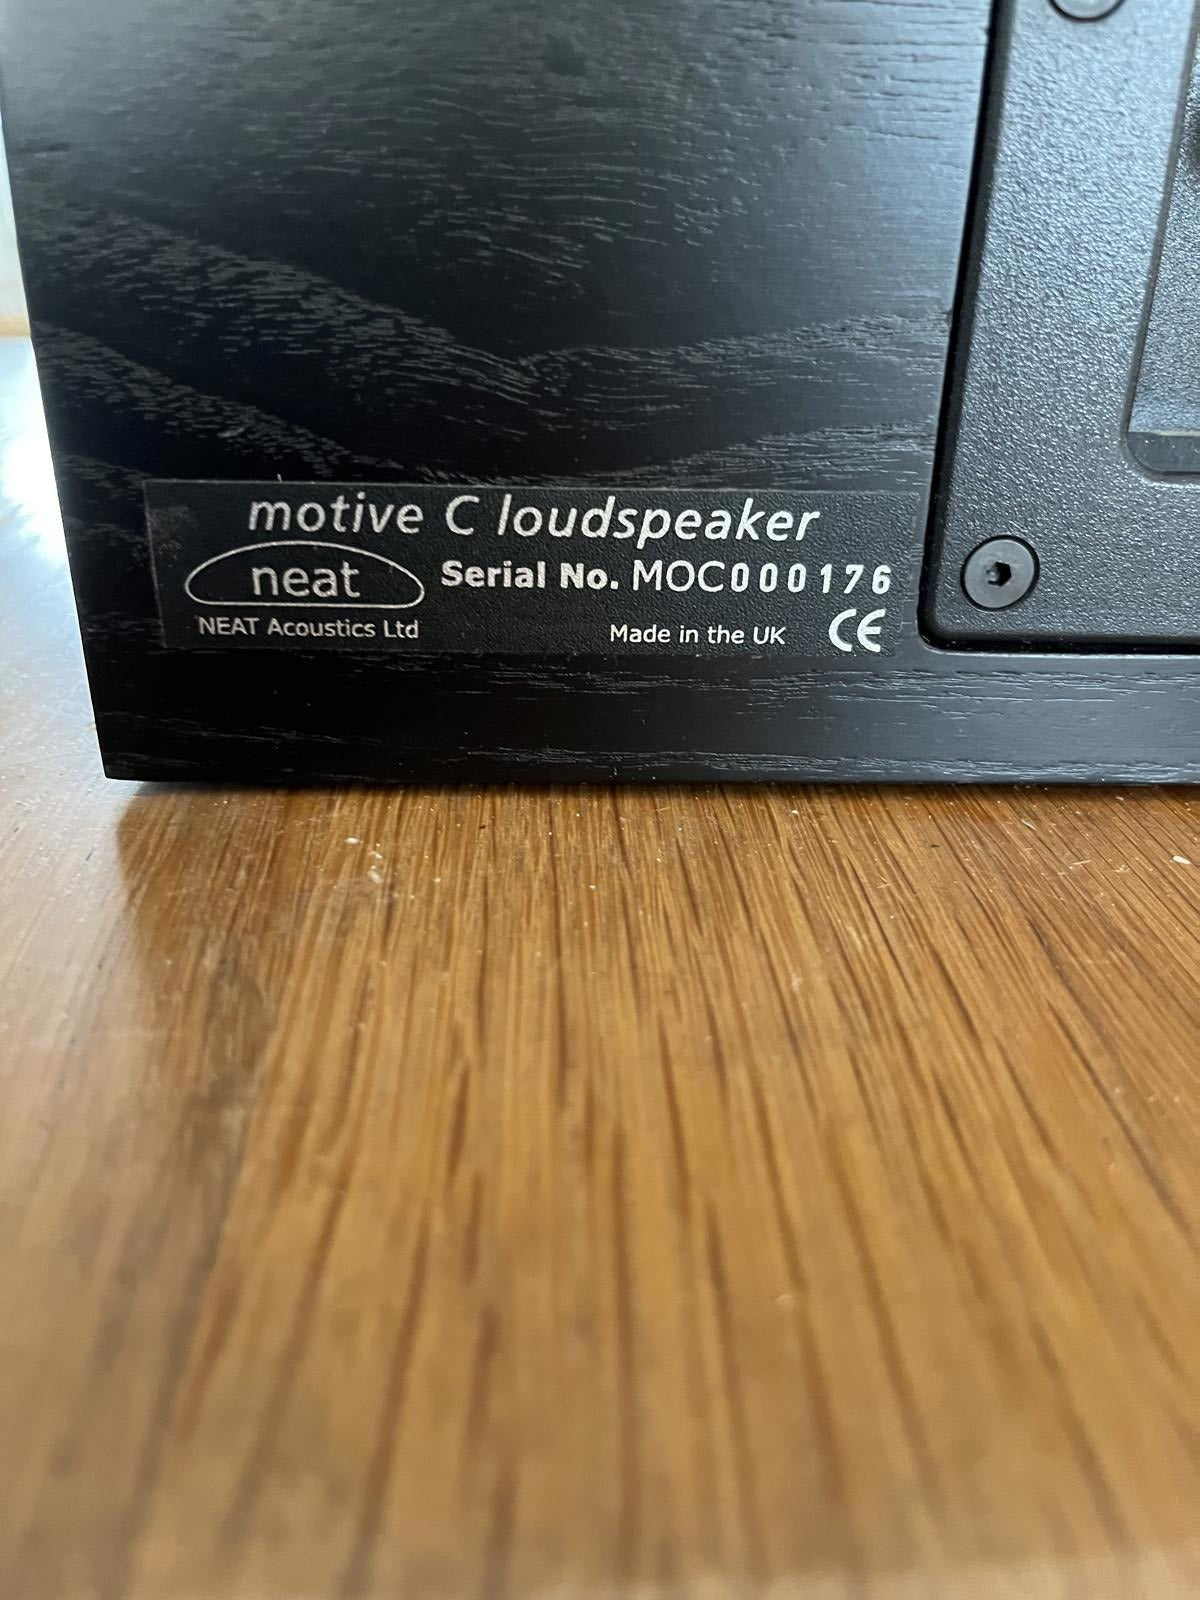 motive C loudspeaker
neat
Serial No. MOC000176
NEAT Acoustics Ltd
Made in the UK CE